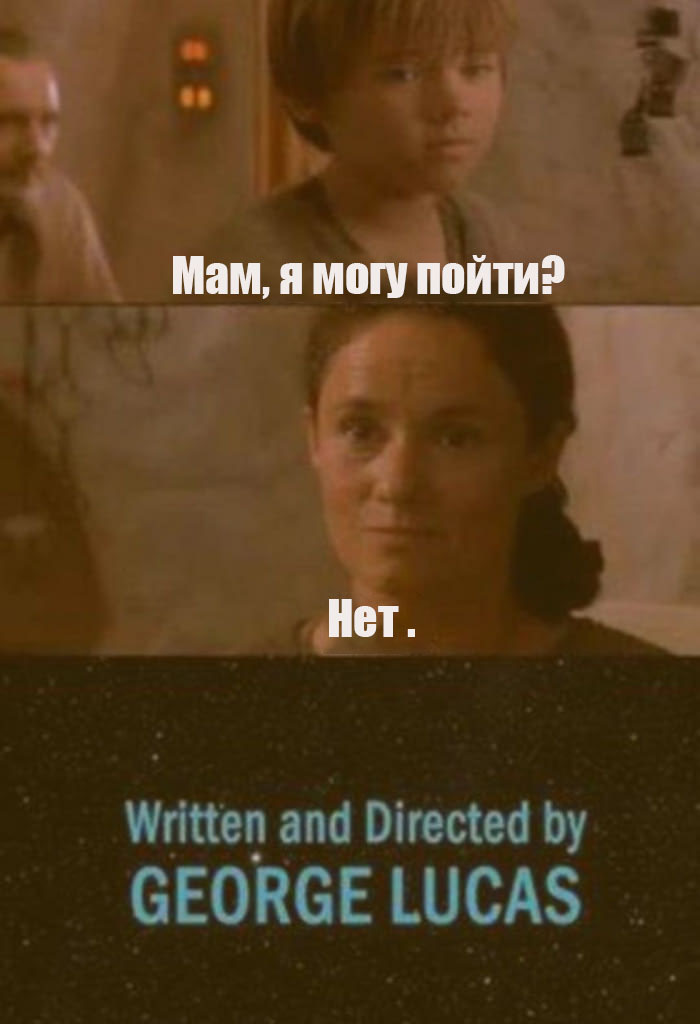 Мам, я могу пойти?
Нет .
Written and Directed by
GEORGE LUCAS